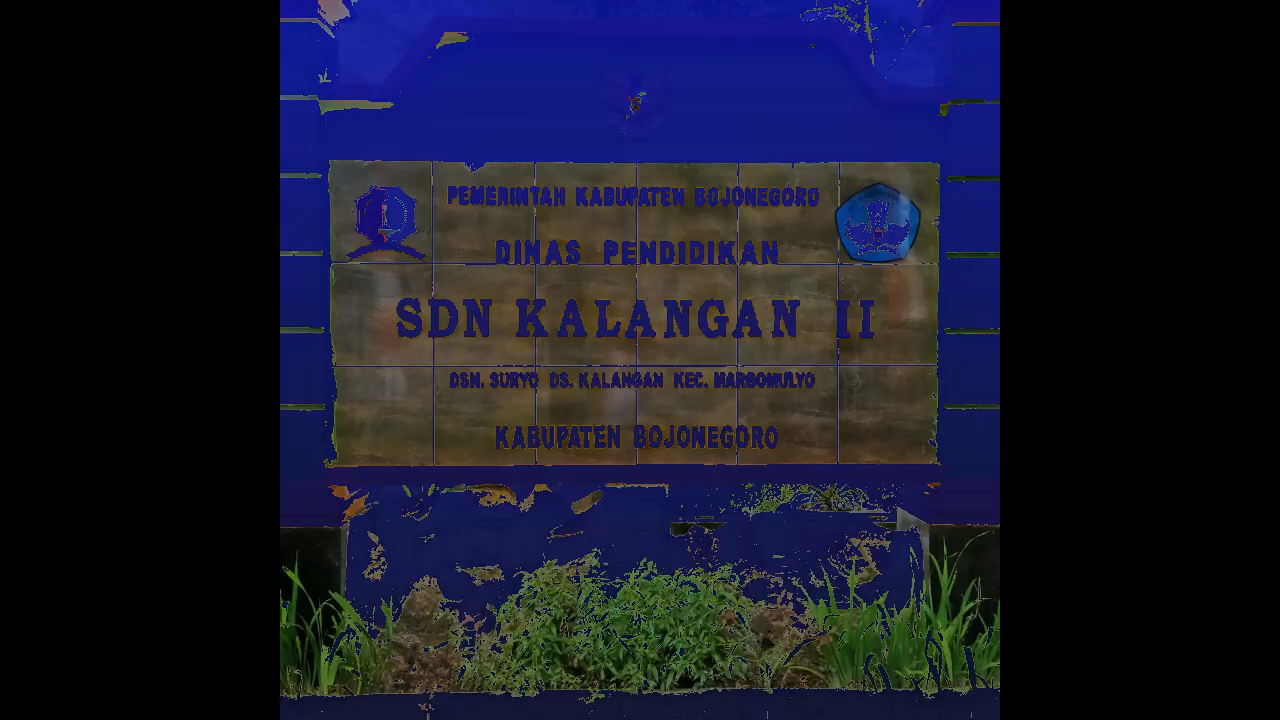 PEMERINTAH KABUPATEN BOJONEGORO
DINAS PENDIDIKAN
SDN KALANGAN II
DSN. SURYO DS. KALANGAN KEC. MARGOMULYO
KABUPATEN BOJONEGORO